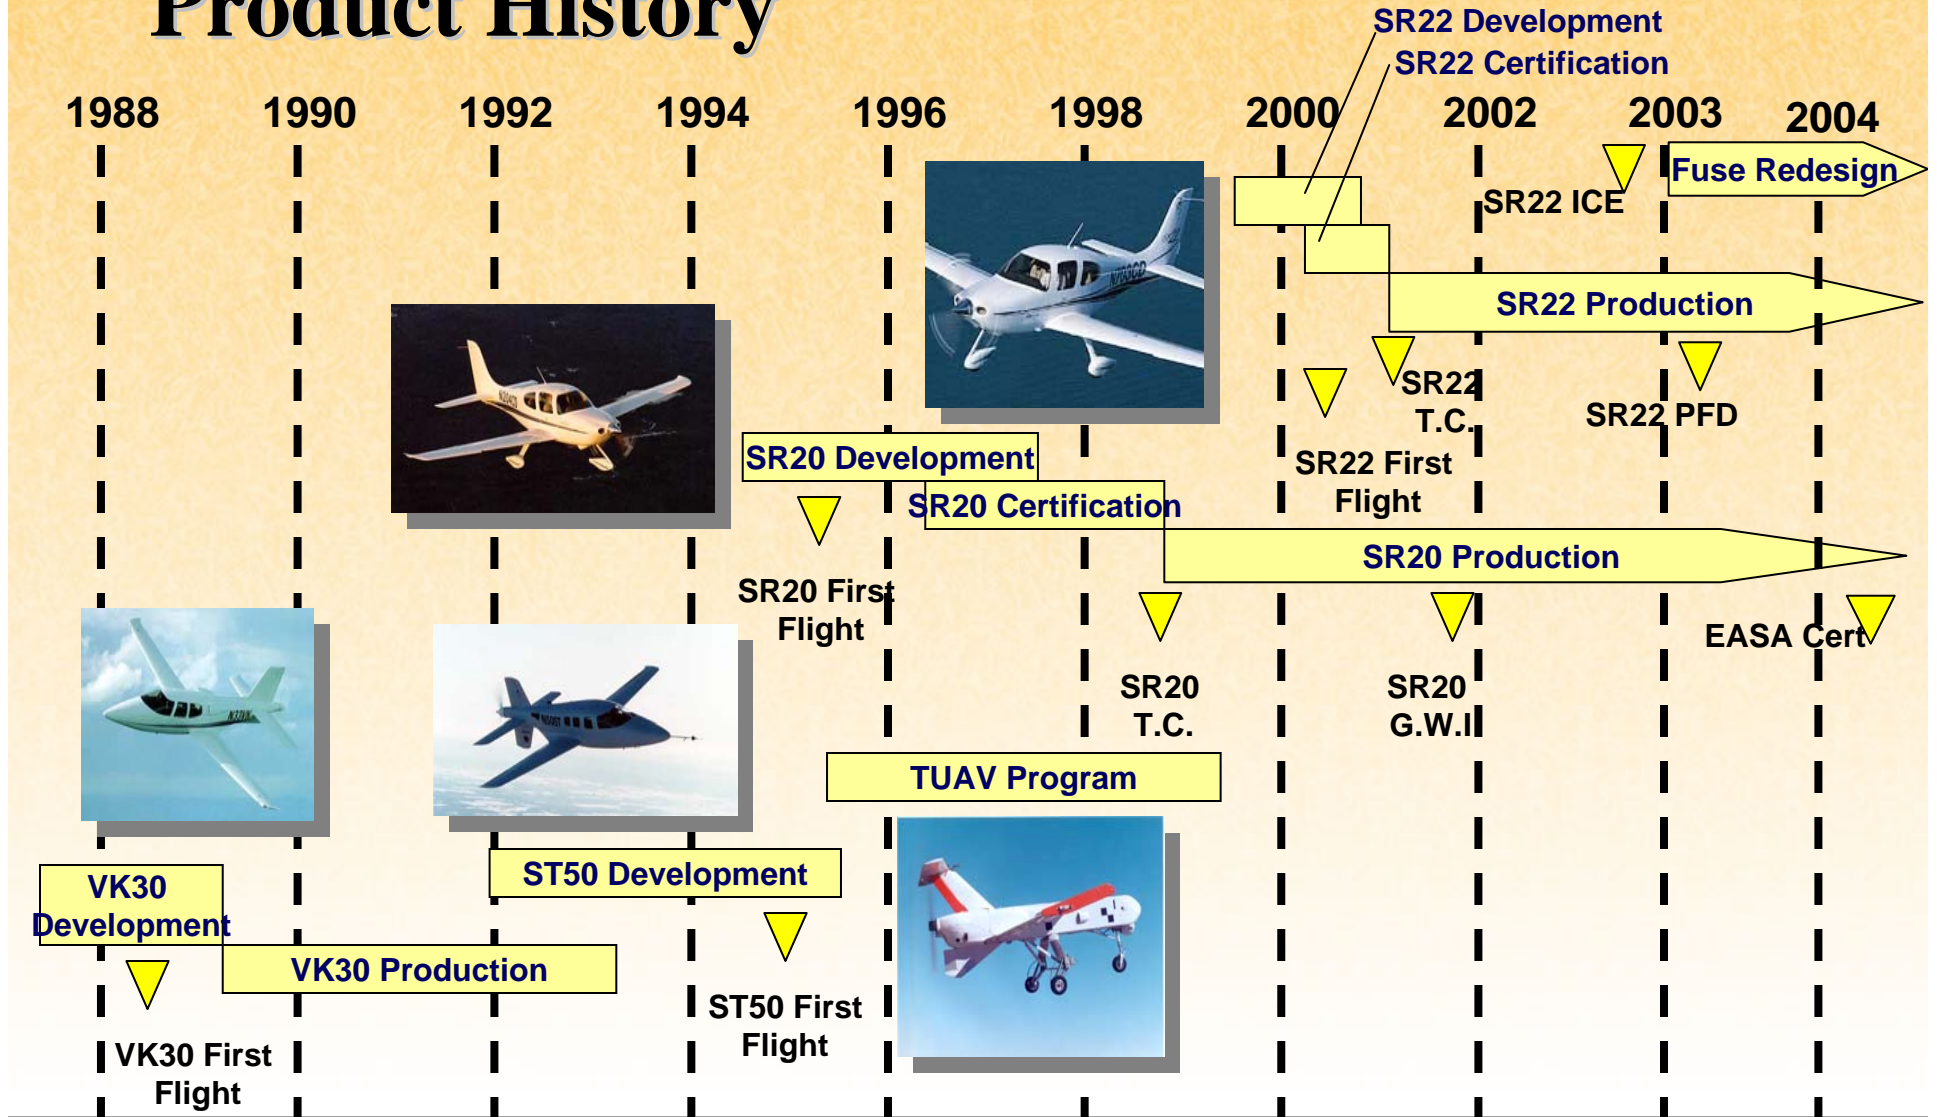 Product History
SR22 Development
SR22 Certification
1988 1990 1992 1994 1996 1998 2000 2002 2003 2004
Fuse Redesign
SR22 ICE
SR22 Production
SR22
T.C.
SR22 PFD
SR22 First
Flight
SR20 Development
SR20 Certification
SR20 Production
SR20 First
Flight
EASA Cert
SR20
T.C.
SR20
G.W.I
TUAV Program
ST50 Development
VK30
Development
VK30 Production
ST50 First
Flight
VK30 First
Flight